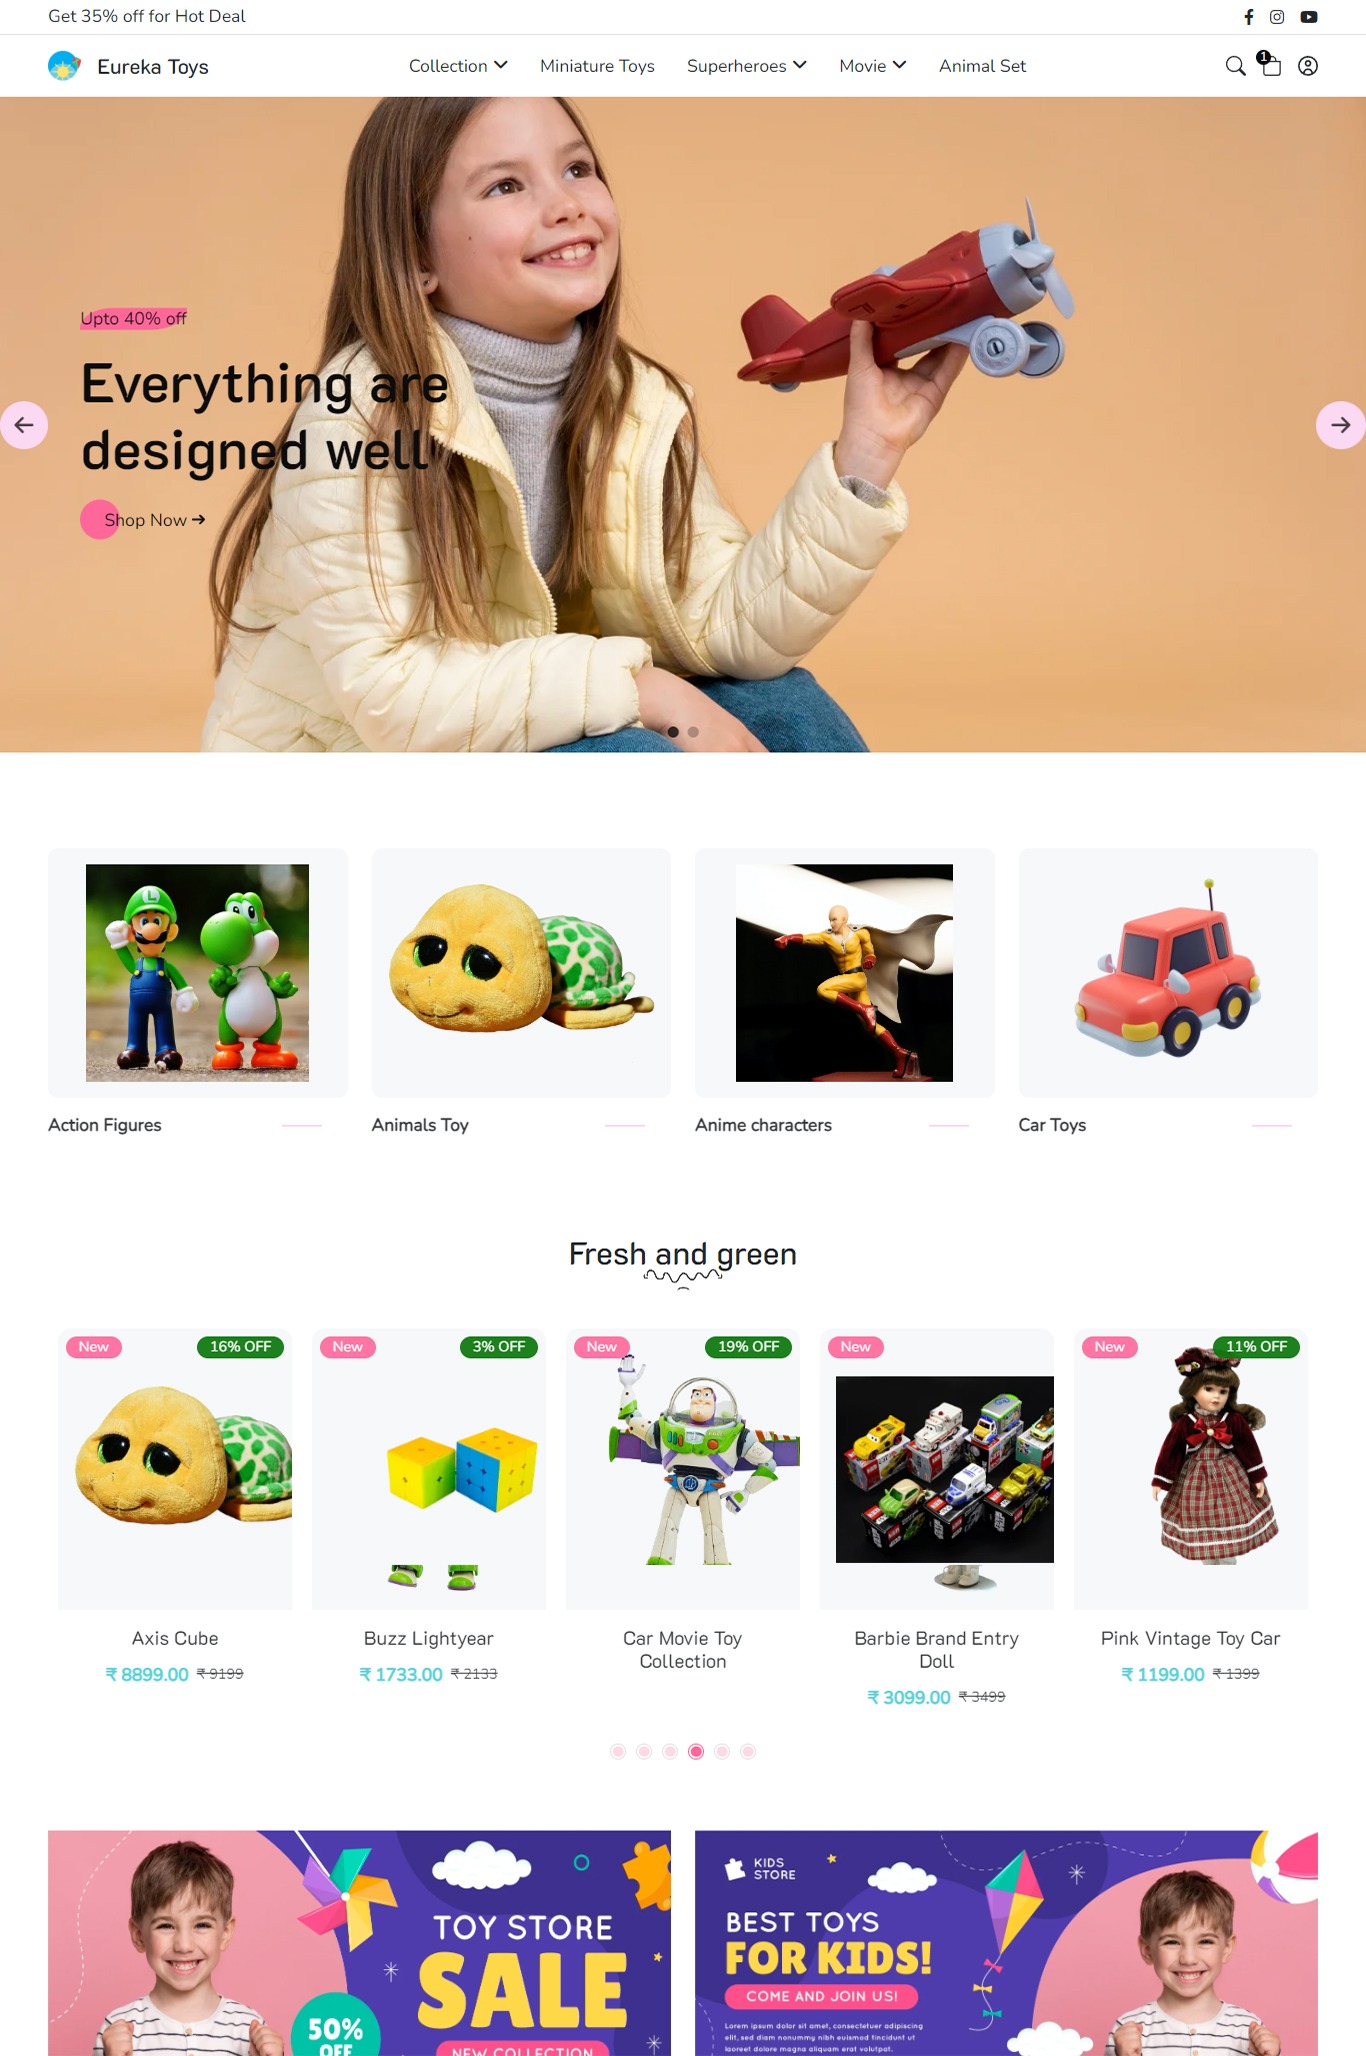 Get 35% off for Hot Deal
Eureka Toys
Collection
Miniature Toys
Superheroes
Movie
Animal Set
1
Upto 40% off
Everything are
designed well
Shop Now
L
Action Figures
Animals Toy
Anime characters
Car Toys
Fresh and green
New
16% OFF
New
3% OFF
New
19% OFF
New
New
11% OFF
Axis Cube
₹ 8899.00 ₹ 9199
Buzz Lightyear
₹ 1733.00 ₹ 2133
Car Movie Toy
Collection
Barbie Brand Entry
Doll
₹ 3099.00 ₹ 3499
Pink Vintage Toy Car
₹ 1199.00 ₹ 1399
TOY STORE
SALE
50%
OFF
NEW COLLECTION
KIDS
STORE
BEST TOYS
FOR KIDS!
COME AND JOIN US!
Lorem ipsum dolor sit amet, consectetuer adipiscing
elit, sed diam nonummy nibh euismod tincidunt ut
laoreet dolore magna aliquam erat volutpat.